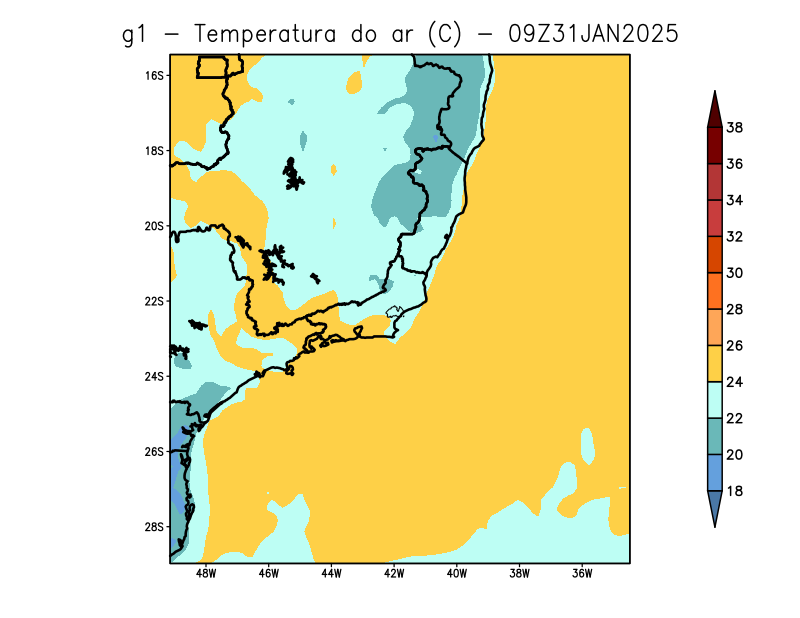 g1 – Temperatura do ar (C) – 09Z31JAN2025
16S
18S
20S
22S
24S
26S
28S
48W
46W
44W
42W
40W
38W
36W
38
36
34
32
30
28
26
24
22
20
18